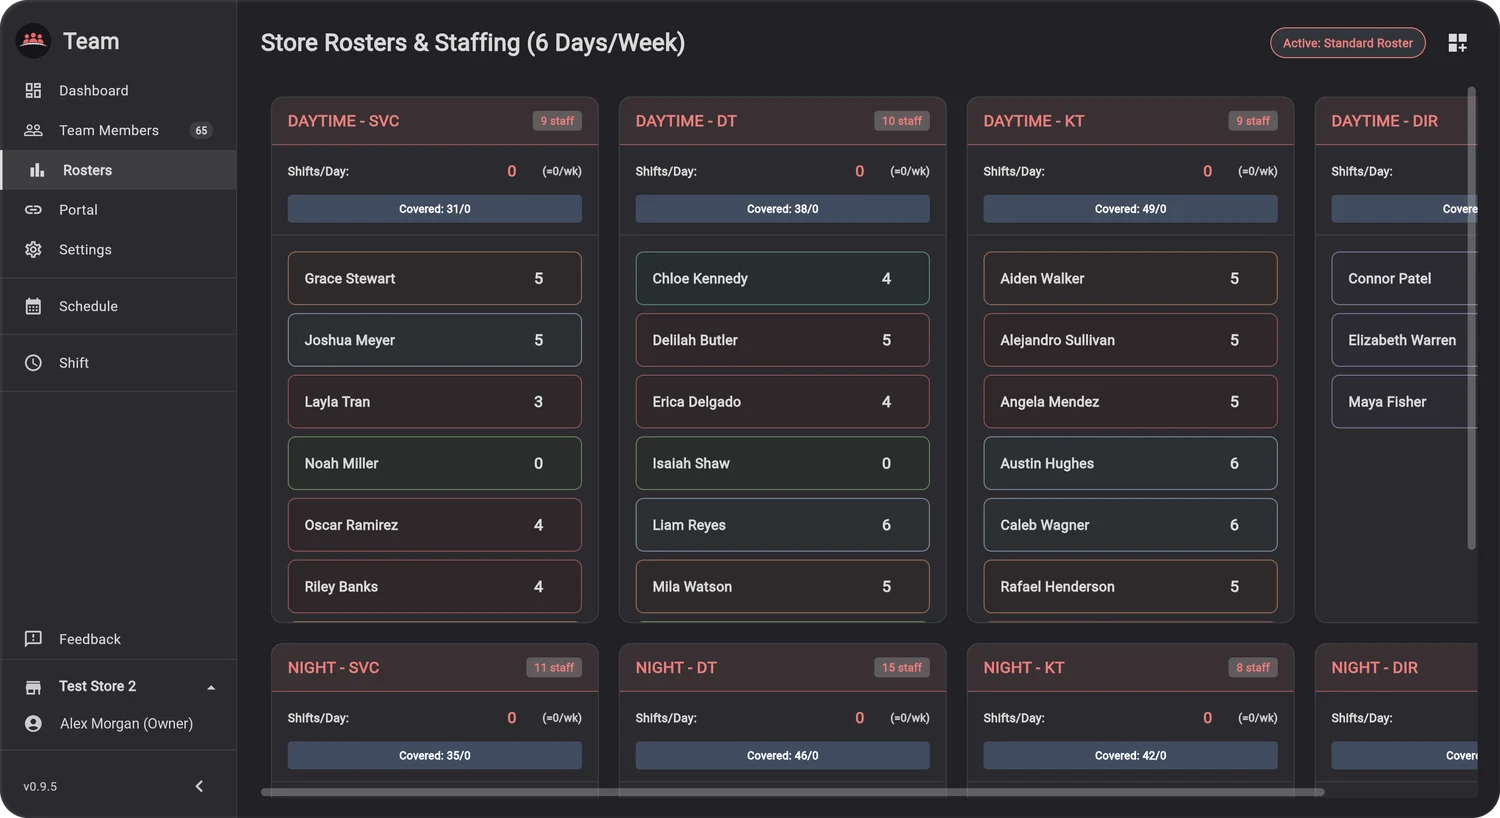 Team
Dashboard
Team Members 65
Rosters
Portal
Settings
Schedule
Shift
Feedback
Test Store 2
Alex Morgan (Owner)
v0.9.5
Store Rosters & Staffing (6 Days/Week)
Active: Standard Roster
DAYTIME - SVC 9 staff
Shifts/Day: 0 (=0/wk)
Covered: 31/0
Grace Stewart 5
Joshua Meyer 5
Layla Tran 3
Noah Miller 0
Oscar Ramirez 4
Riley Banks 4
DAYTIME - DT 10 staff
Shifts/Day: 0 (=0/wk)
Covered: 38/0
Chloe Kennedy 4
Delilah Butler 5
Erica Delgado 4
Isaiah Shaw 0
Liam Reyes 6
Mila Watson 5
DAYTIME - KT 9 staff
Shifts/Day: 0 (=0/wk)
Covered: 49/0
Aiden Walker 5
Alejandro Sullivan 5
Angela Mendez 5
Austin Hughes 6
Caleb Wagner 6
Rafael Henderson 5
DAYTIME - DIR
Shifts/Day:
Connor Patel
Elizabeth Warren
Maya Fisher
NIGHT - SVC 11 staff
Shifts/Day: 0 (=0/wk)
Covered: 35/0
NIGHT - DT 15 staff
Shifts/Day: 0 (=0/wk)
Covered: 46/0
NIGHT - KT 8 staff
Shifts/Day: 0 (=0/wk)
Covered: 42/0
NIGHT - DIR
Shifts/Day: